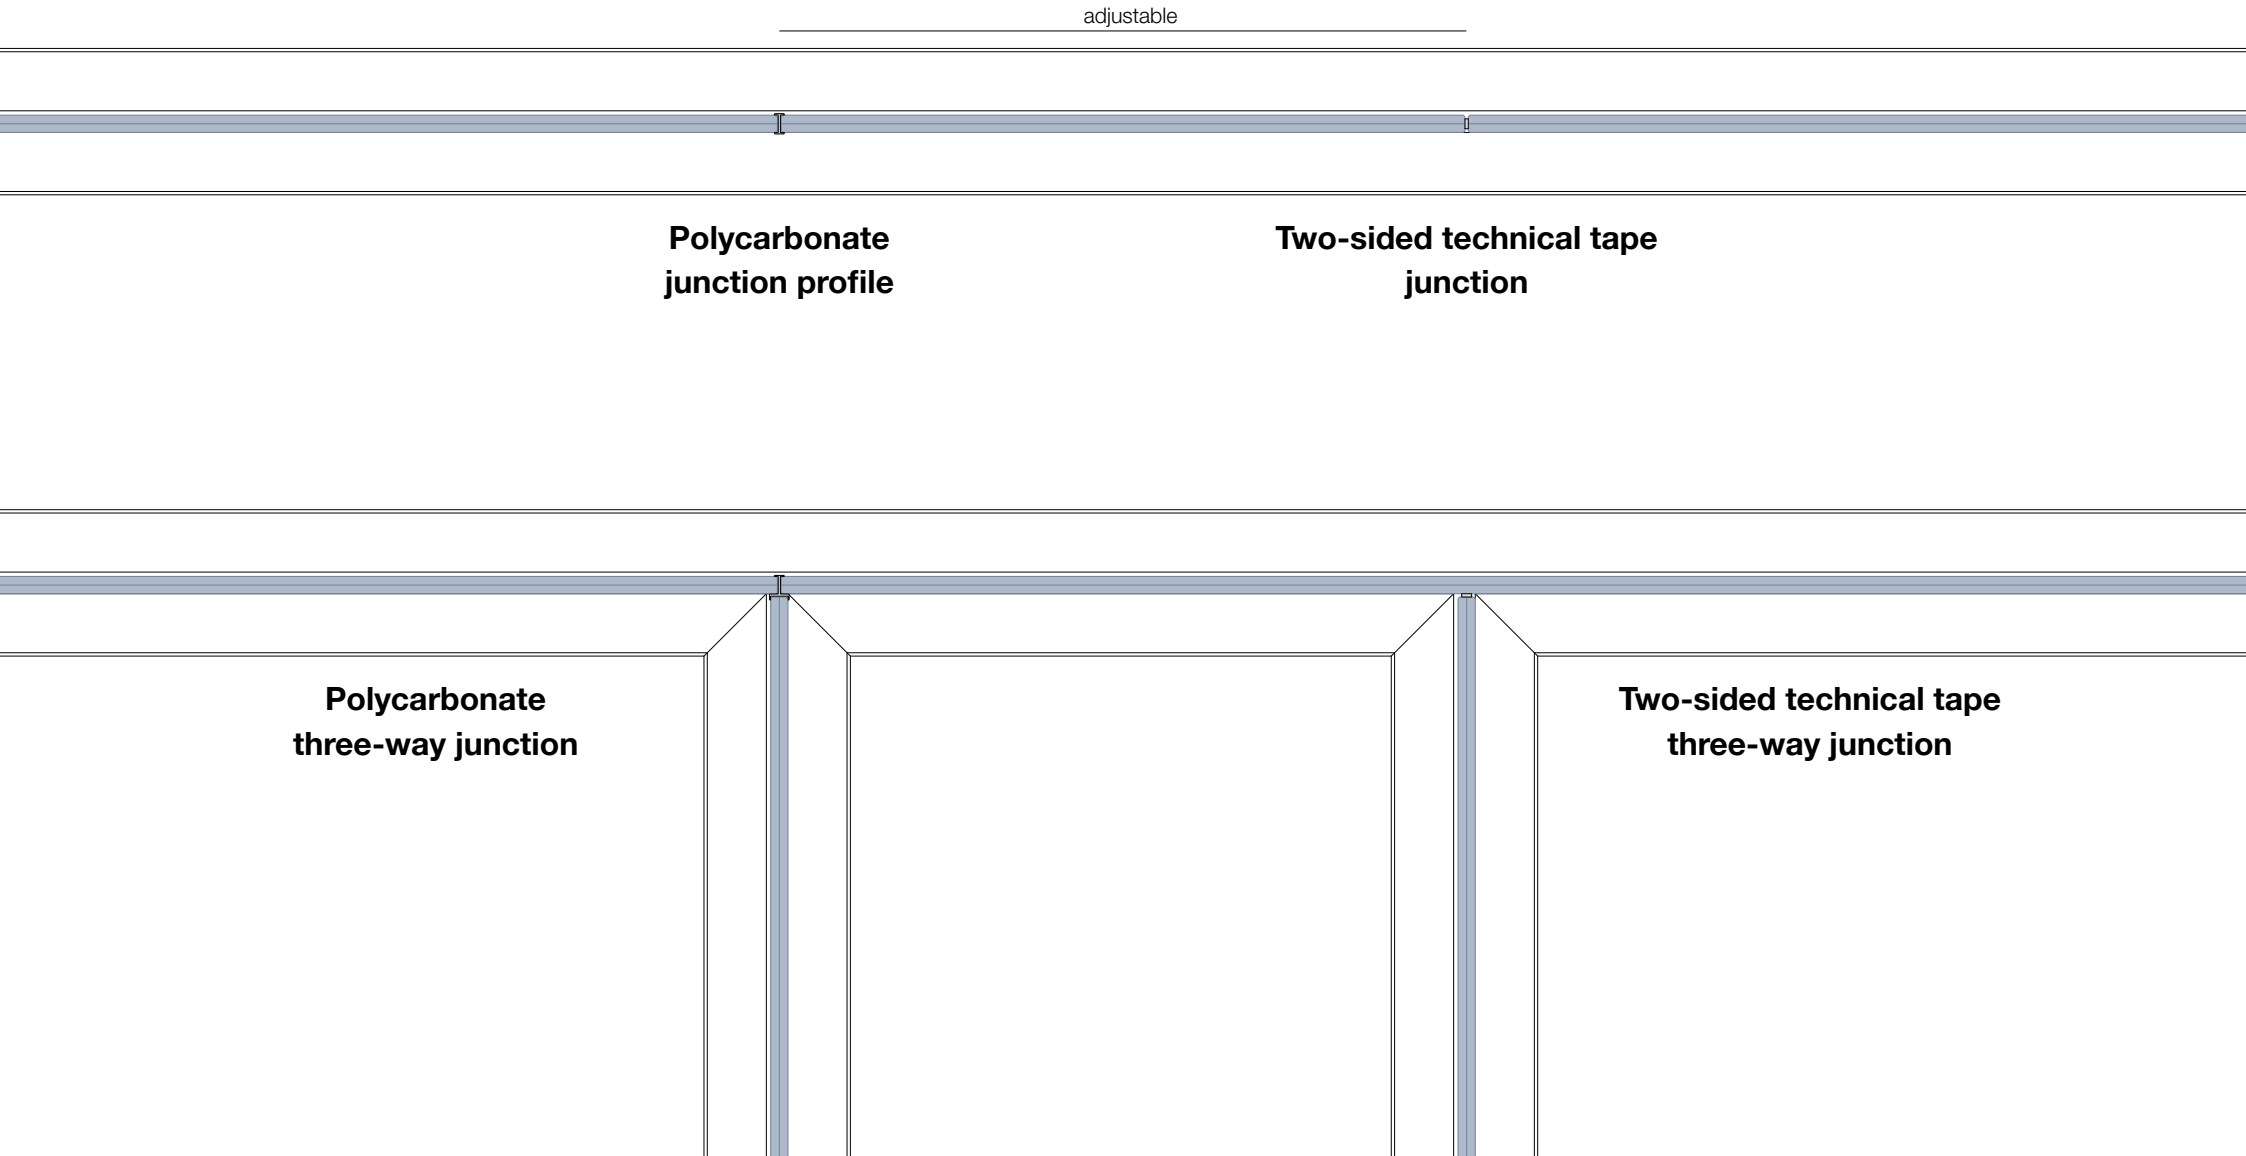 adjustable
Polycarbonate
junction profile
Two-sided technical tape
junction
Polycarbonate
three-way junction
Two-sided technical tape
three-way junction